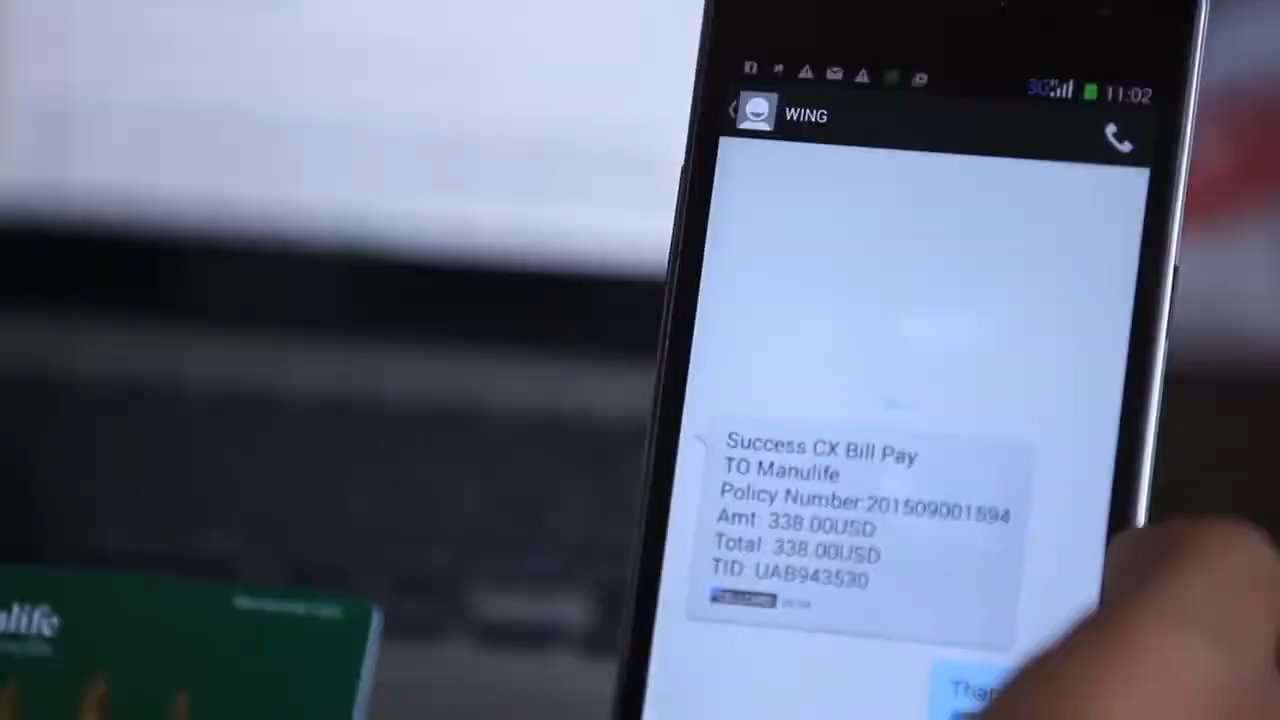 3G 11:02
WING
Success CX Bill Pay
TO Manulife
Policy Number:201509001594
Amt: 338.00USD
Total: 338.00USD
TID: UAB943530